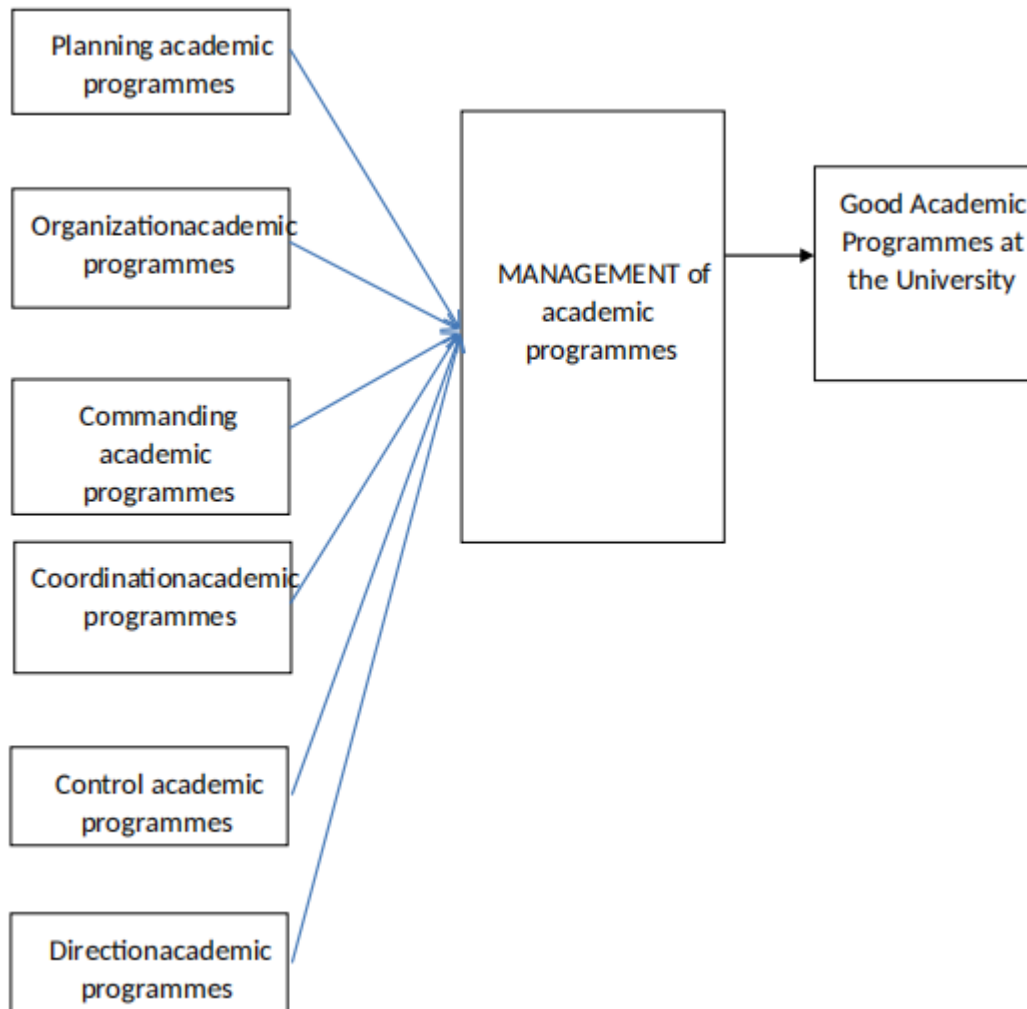 Planning academic
programmes
Organizationacademic
programmes
Commanding
academic
programmes
Coordinationacademic
programmes
Control academic
programmes
Directionacademic
programmes
MANAGEMENT of
academic
programmes
Good Academic
Programmes at
the University